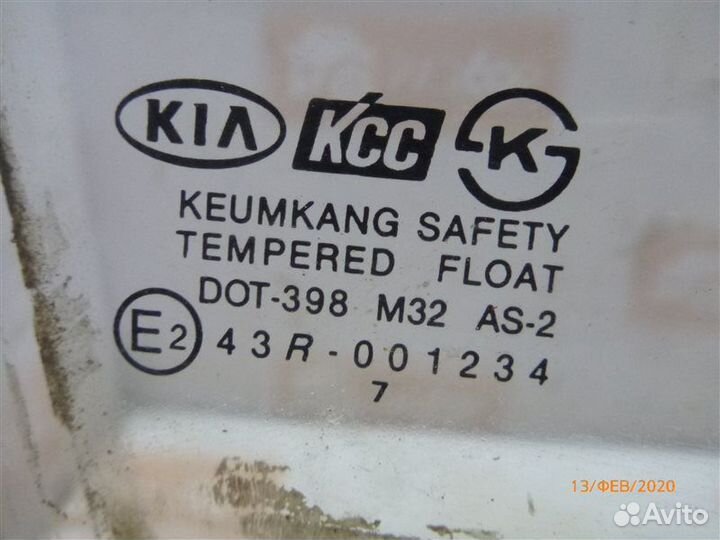 KIA KCC K
KEUMKANG SAFETY
TEMPERED FLOAT
DOT-398 M32 AS-2
E2 43R-001234
7
13/ФЕВ/2020
Avito